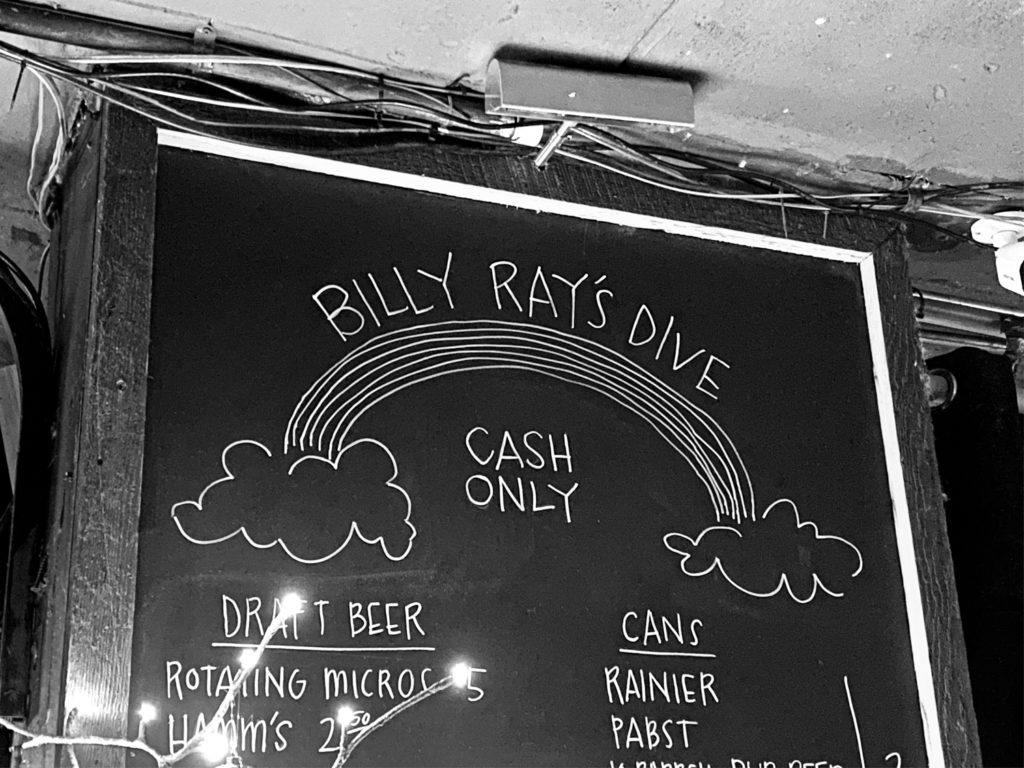 BILLY RAY'S DIVE
CASH
ONLY
DRAFT BEER
ROTATING MICROS 5
HAMM'S 2.50
CANS
RAINIER
PABST